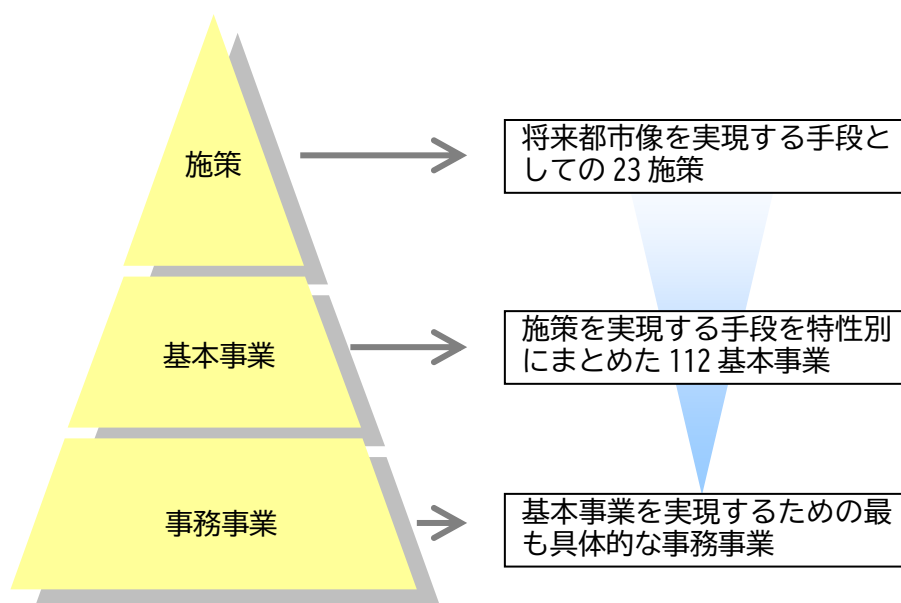 施策
将来都市像を実現する手段と
しての 23 施策
基本事業
施策を実現する手段を特性別
にまとめた 112 基本事業
事務事業
基本事業を実現するための最
も具体的な事務事業